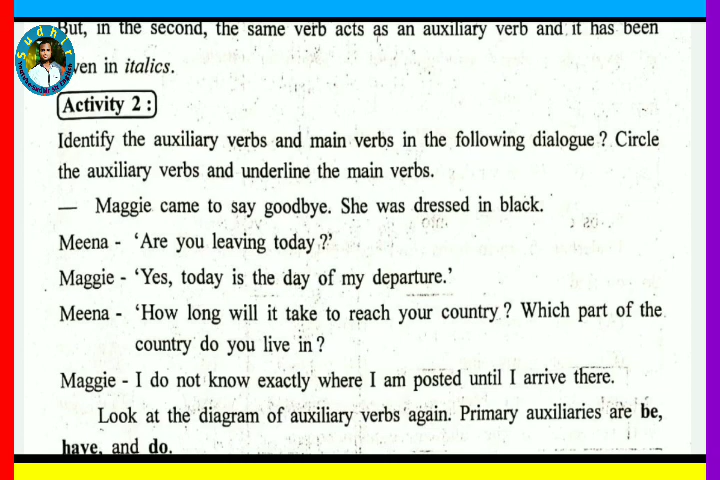 But, in the second, the same verb acts as an auxiliary verb and it has been
in italics.
Sudhir
Activity 2 :
Identify the auxiliary verbs and main verbs in the following dialogue ? Circle
the auxiliary verbs and underline the main verbs.
— Maggie came to say goodbye. She was dressed in black.
Meena - ‘Are you leaving today ?’
Maggie - ‘Yes, today is the day of my departure.’
Meena - ‘How long will it take to reach your country ? Which part of the
country do you live in ?
Maggie - I do not know exactly where I am posted until I arrive there.
Look at the diagram of auxiliary verbs again. Primary auxiliaries are be,
have, and do.